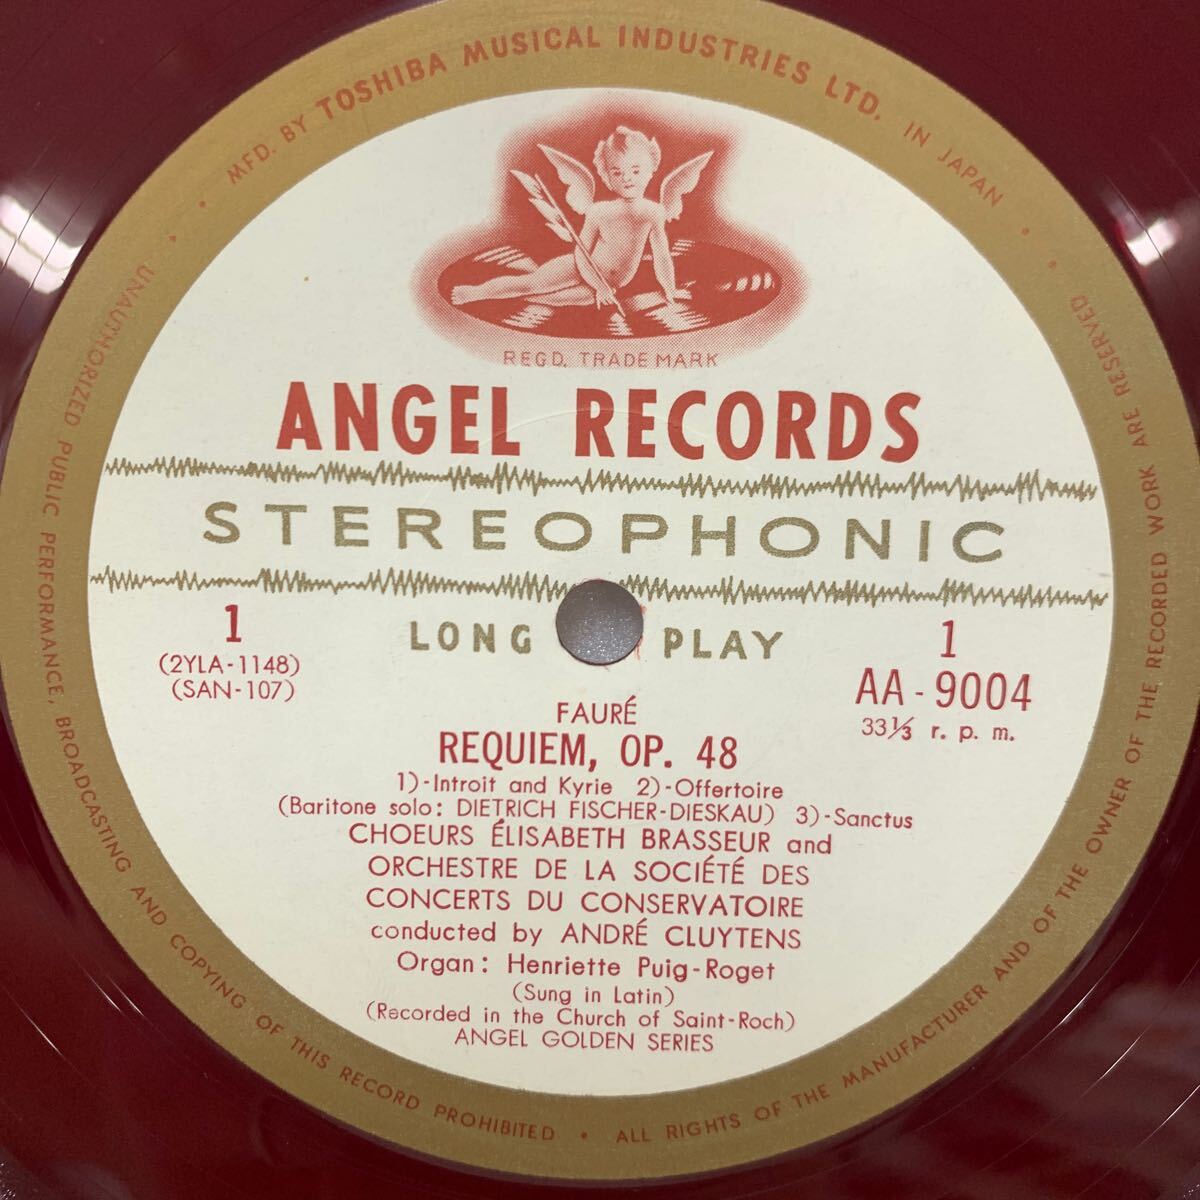 • MFD. BY TOSHIBA MUSICAL INDUSTRIES LTD. IN JAPAN •
REGD. TRADE MARK
ANGEL RECORDS
STEREOPHONIC
LONG PLAY
1
(2YLA-1148)
(SAN-107)
1
AA-9004
33⅓ r. p. m.
FAURÉ
REQUIEM, OP. 48
1)-Introit and Kyrie 2)-Offertoire
(Baritone solo: DIETRICH FISCHER-DIESKAU) 3)-Sanctus
CHOEURS ÉLISABETH BRASSEUR and
ORCHESTRE DE LA SOCIÉTÉ DES
CONCERTS DU CONSERVATOIRE
conducted by ANDRÉ CLUYTENS
Organ: Henriette Puig-Roget
(Sung in Latin)
(Recorded in the Church of Saint-Roch)
ANGEL GOLDEN SERIES
• UNAUTHORIZED PUBLIC PERFORMANCE, BROADCASTING AND COPYING OF THIS RECORD PROHIBITED • ALL RIGHTS OF THE MANUFACTURER AND OF THE OWNER OF THE RECORDED WORK ARE RESERVED •